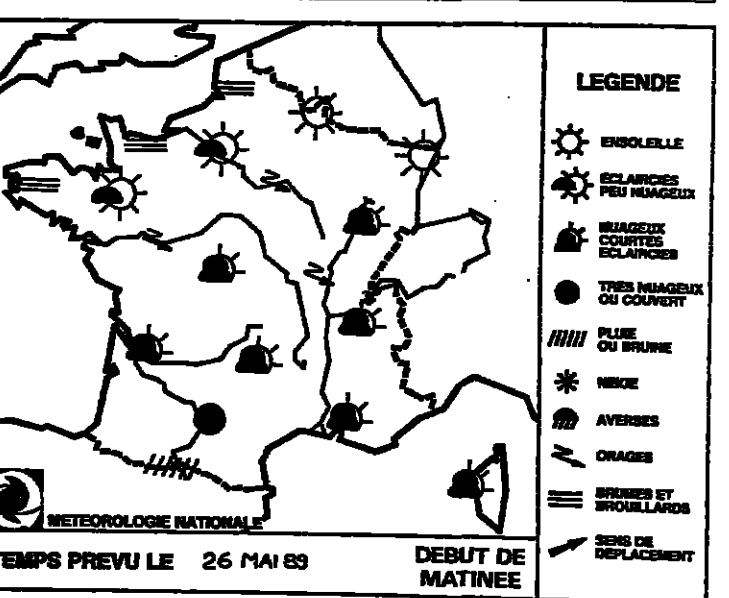 LEGENDE
ENSOLEILLE
ECLAIRCIES
PEU NUAGEUX
NUAGEUX
COURTES
ECLAIRCIES
TRES NUAGEUX
OU COUVERT
PLUIE
OU BRUINE
NEIGE
AVERSES
ORAGES
BRUMES ET
BROUILLARDS
SENS DE
DEPLACEMENT
METEOROLOGIE NATIONALE
TEMPS PREVU LE 26 MAI 89
DEBUT DE
MATINEE